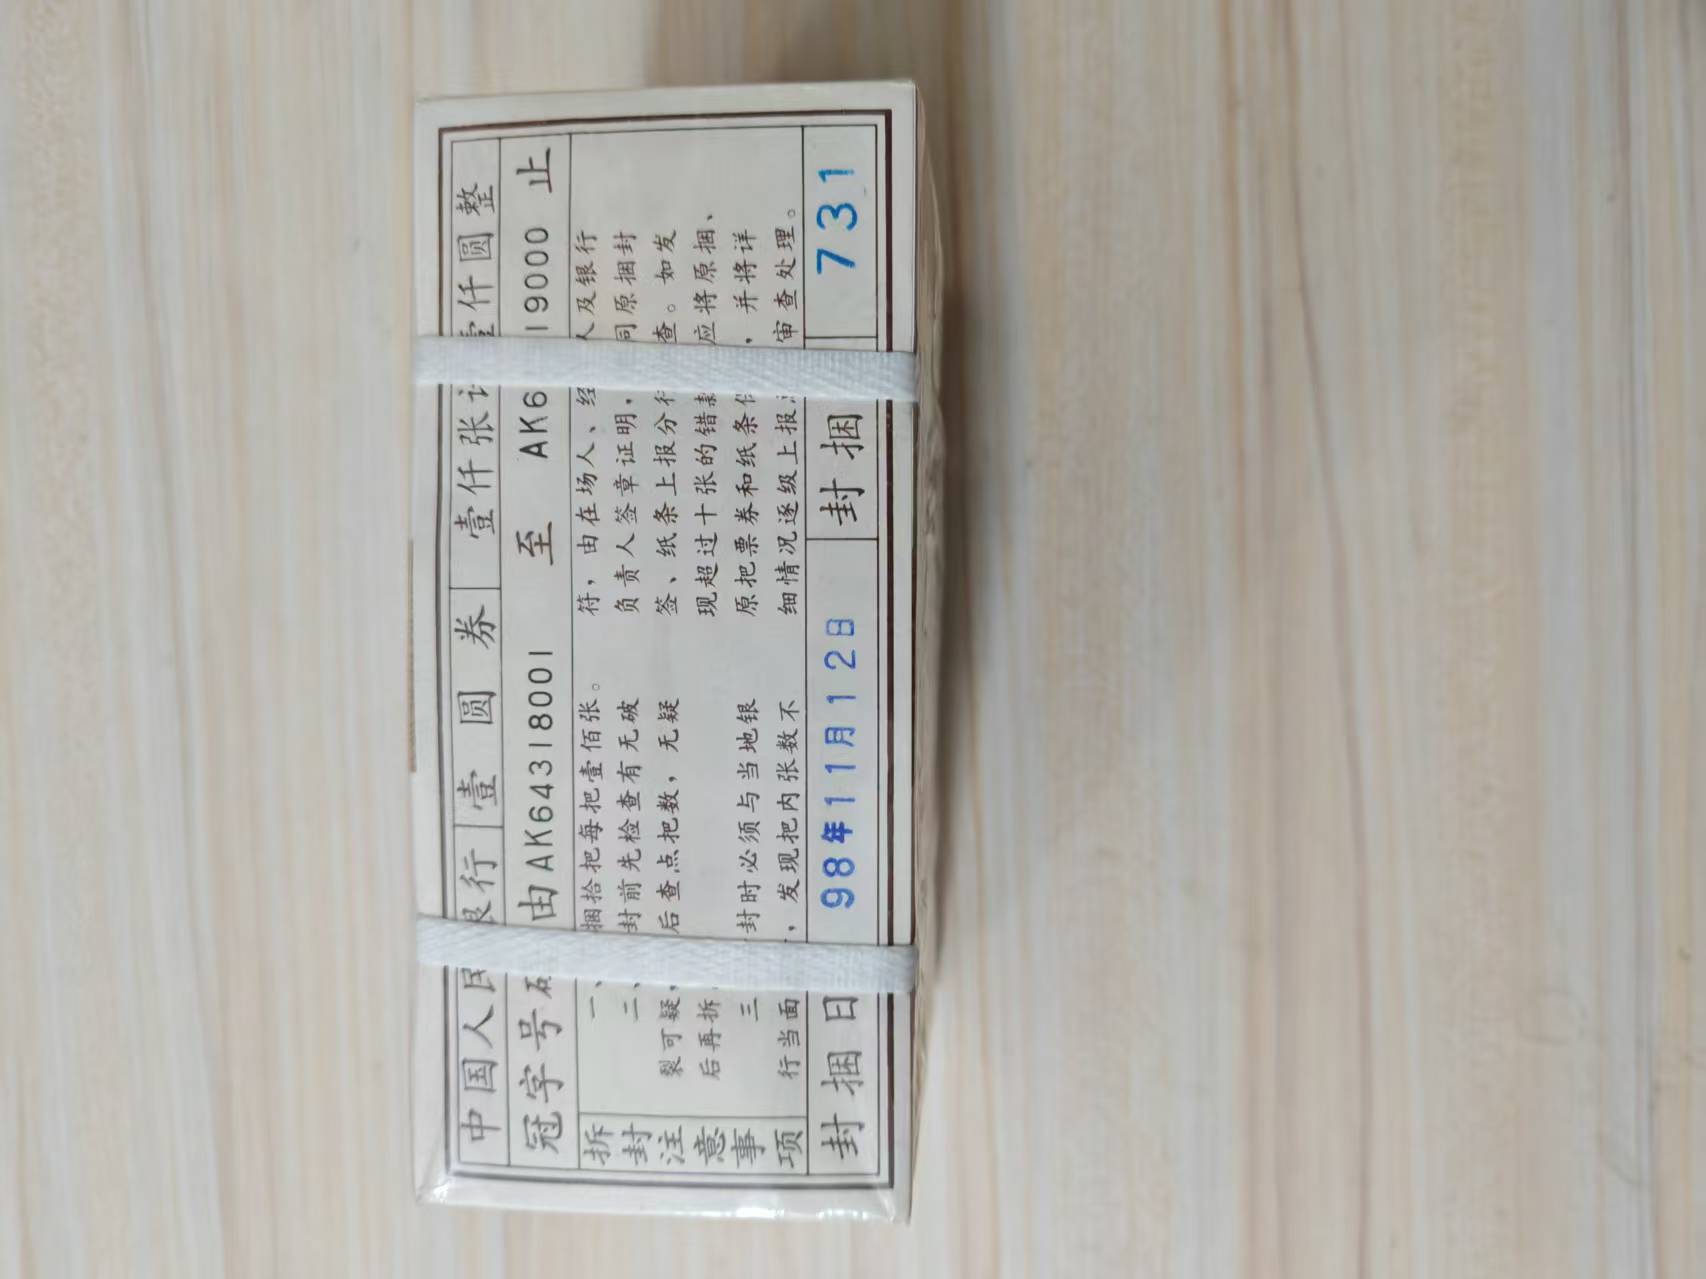 中国人民银行 壹圆券 壹仟张计壹仟圆整
冠字号码 由AK64318001 至 AK6 19000 止
拆封注意事项
一、 捆拾把每把壹佰张。
二、 封前先检查有无破
裂可疑， 后查点把数，无疑
后再拆
三 封时必须与当地银
行当面 ，发现把内张数不
符，由在场人、经 人及银行
负责人签章证明， 同原捆封
签、纸条上报分行 查。如发
现超过十张的错款 应将原捆、
原把票券和纸条 ，并将详
细情况逐级上报 审查处理。
封捆日 98年11月12日 封捆 731